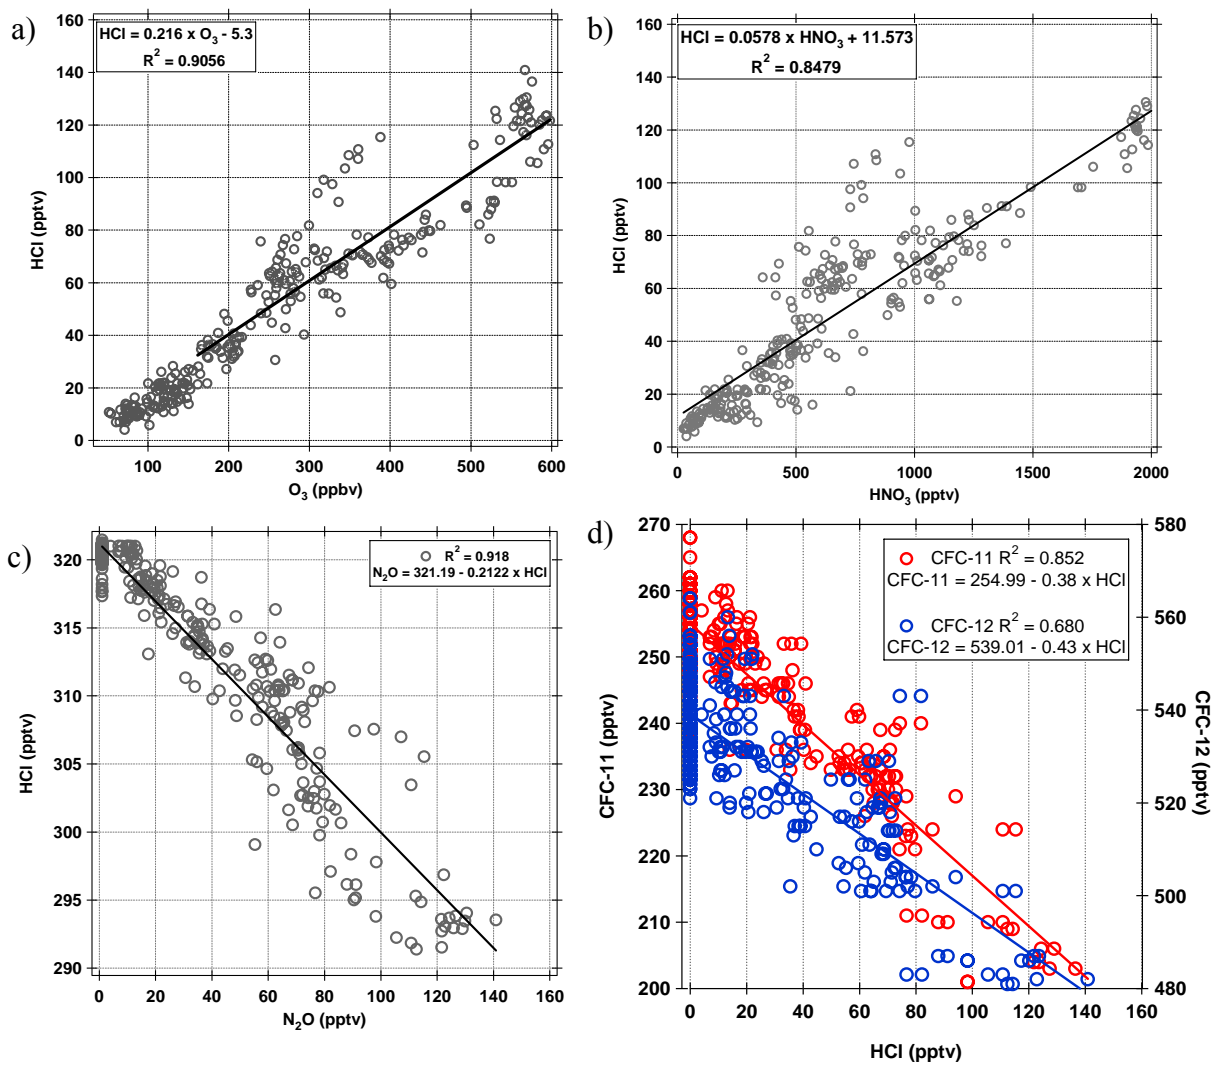 a)
HCl = 0.216 x O3 - 5.3
R2 = 0.9056
160
140
120
100
80
60
40
20
0
HCl (pptv)
100 200 300 400 500 600
O3 (ppbv)
b)
HCl = 0.0578 x HNO3 + 11.573
R2 = 0.8479
160
140
120
100
80
60
40
20
0
HCl (pptv)
0 500 1000 1500 2000
HNO3 (pptv)
c)
R2 = 0.918
N2O = 321.19 - 0.2122 x HCl
320
315
310
305
300
295
290
HCl (pptv)
0 20 40 60 80 100 120 140 160
N2O (pptv)
d)
CFC-11 R2 = 0.852
CFC-11 = 254.99 - 0.38 x HCl
CFC-12 R2 = 0.680
CFC-12 = 539.01 - 0.43 x HCl
270
260
250
240
230
220
210
200
CFC-11 (pptv)
580
560
540
520
500
480
CFC-12 (pptv)
0 20 40 60 80 100 120 140 160
HCl (pptv)